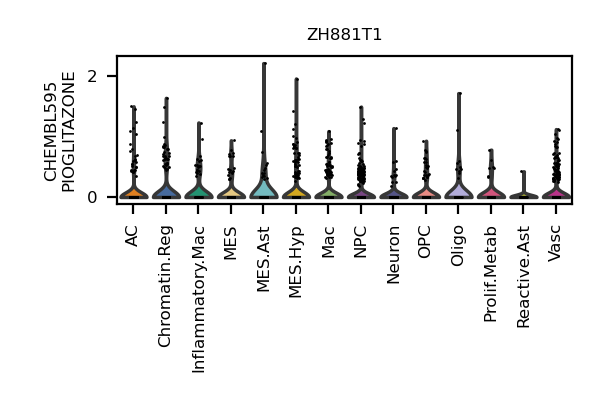 ZH881T1
CHEMBL595
PIOGLITAZONE
2
0
AC
Chromatin.Reg
Inflammatory.Mac
MES
MES.Ast
MES.Hyp
Mac
NPC
Neuron
OPC
Oligo
Prolif.Metab
Reactive.Ast
Vasc